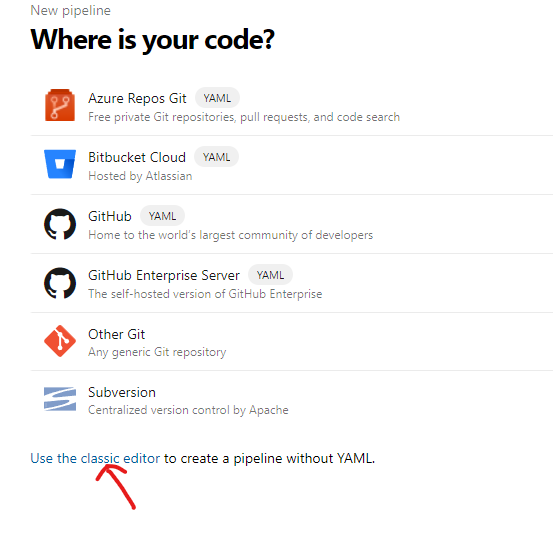 New pipeline
Where is your code?
Azure Repos Git YAML
Free private Git repositories, pull requests, and code search
Bitbucket Cloud YAML
Hosted by Atlassian
GitHub YAML
Home to the world's largest community of developers
GitHub Enterprise Server YAML
The self-hosted version of GitHub Enterprise
Other Git
Any generic Git repository
Subversion
Centralized version control by Apache
Use the classic editor to create a pipeline without YAML.